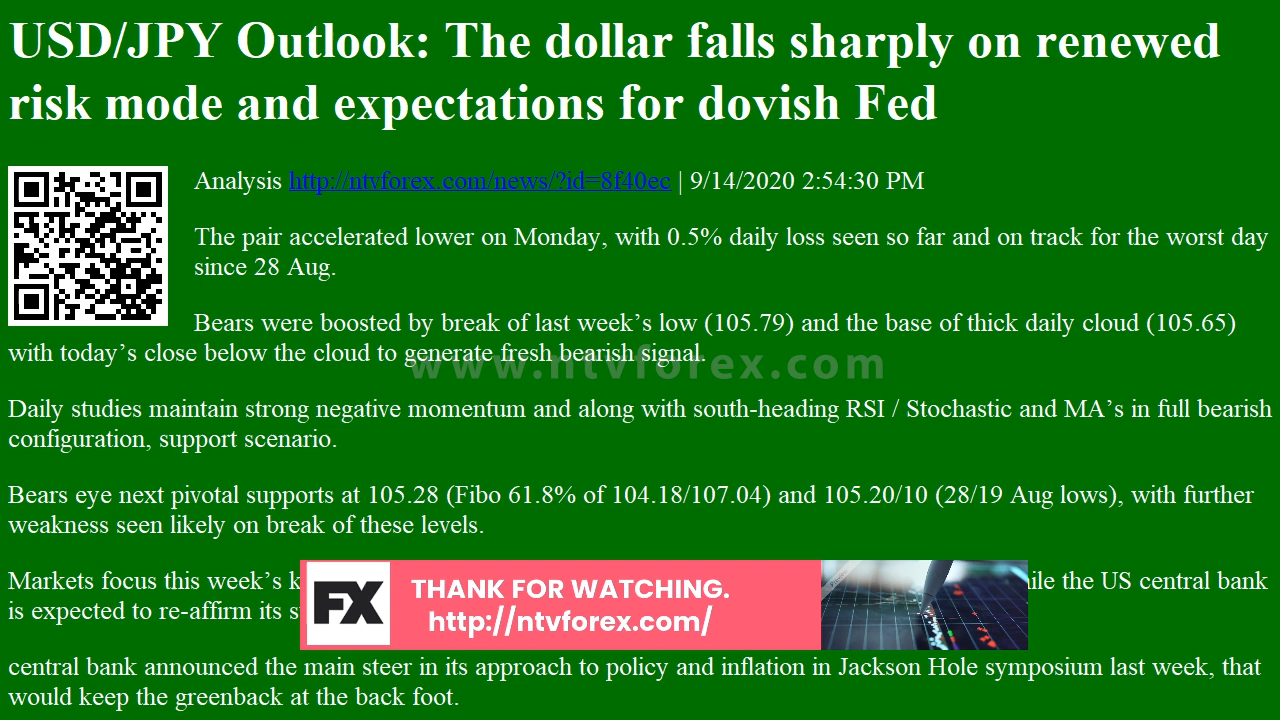 USD/JPY Outlook: The dollar falls sharply on renewed
risk mode and expectations for dovish Fed
Analysis http://ntvforex.com/news/?id=8f40ec | 9/14/2020 2:54:30 PM
The pair accelerated lower on Monday, with 0.5% daily loss seen so far and on track for the worst day
since 28 Aug.
Bears were boosted by break of last week’s low (105.79) and the base of thick daily cloud (105.65)
with today’s close below the cloud to generate fresh bearish signal.
www.ntvforex.com
Daily studies maintain strong negative momentum and along with south-heading RSI / Stochastic and MA’s in full bearish
configuration, support scenario.
Bears eye next pivotal supports at 105.28 (Fibo 61.8% of 104.18/107.04) and 105.20/10 (28/19 Aug lows), with further
weakness seen likely on break of these levels.
Markets focus this week’s the US central bank
is expected to re-affirm its
FX
THANK FOR WATCHING.
http://ntvforex.com/
central bank announced the main steer in its approach to policy and inflation in Jackson Hole symposium last week, that
would keep the greenback at the back foot.